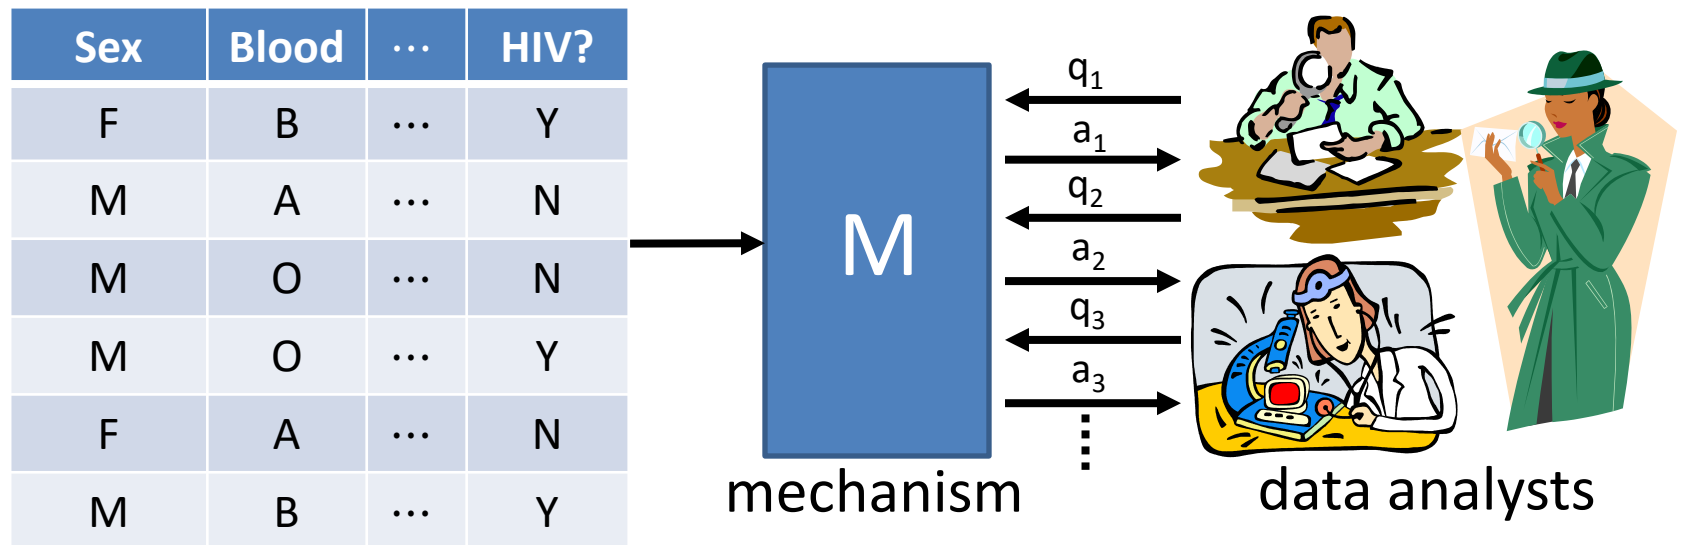 Sex Blood ... HIV?
F B ... Y
M A ... N
M O ... N
M O ... Y
F A ... N
M B ... Y
M
mechanism
q₁
a₁
q₂
a₂
q₃
a₃
data analysts